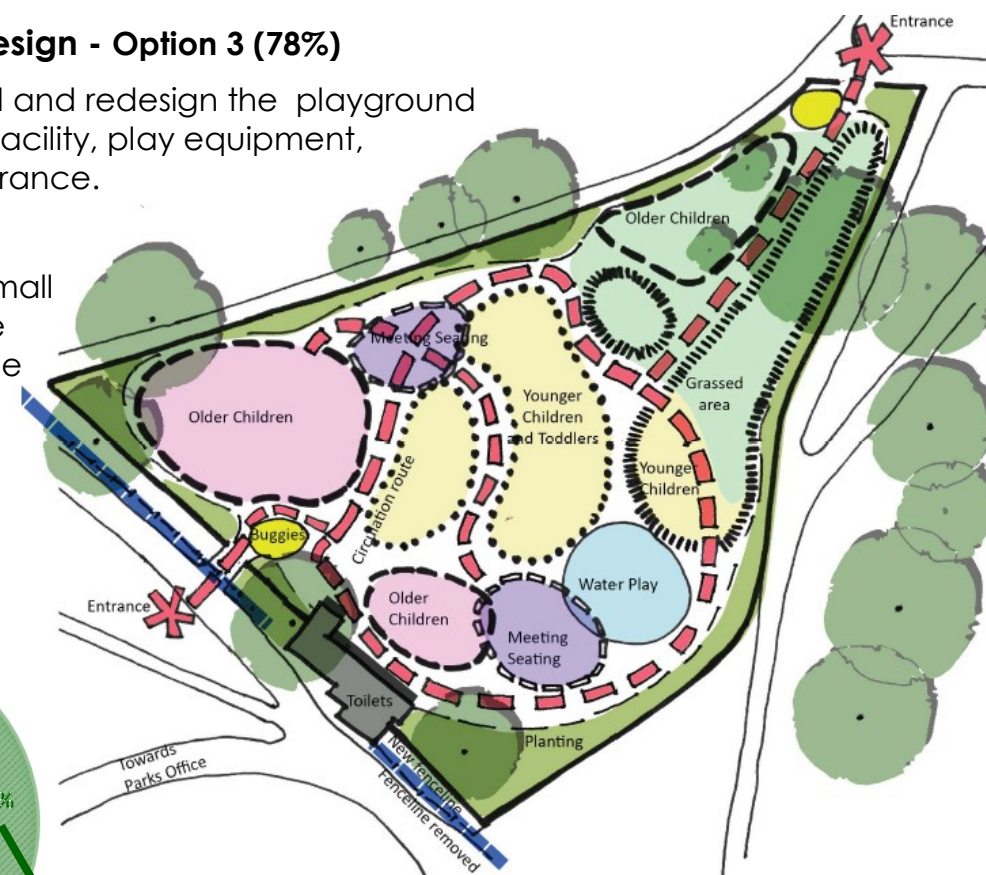 esign - Option 3 (78%)
l and redesign the playground
acility, play equipment,
rance.
mall
e
e
Entrance
Older Children
Meeting Seating
Grassed
area
Older Children
Younger
Children
and Toddlers
Younger
Children
Circulation route
Buggies
Water Play
Entrance
Older
Children
Meeting
Seating
Toilets
Planting
Towards
Parks Office
New fenceline
Fenceline removed
%